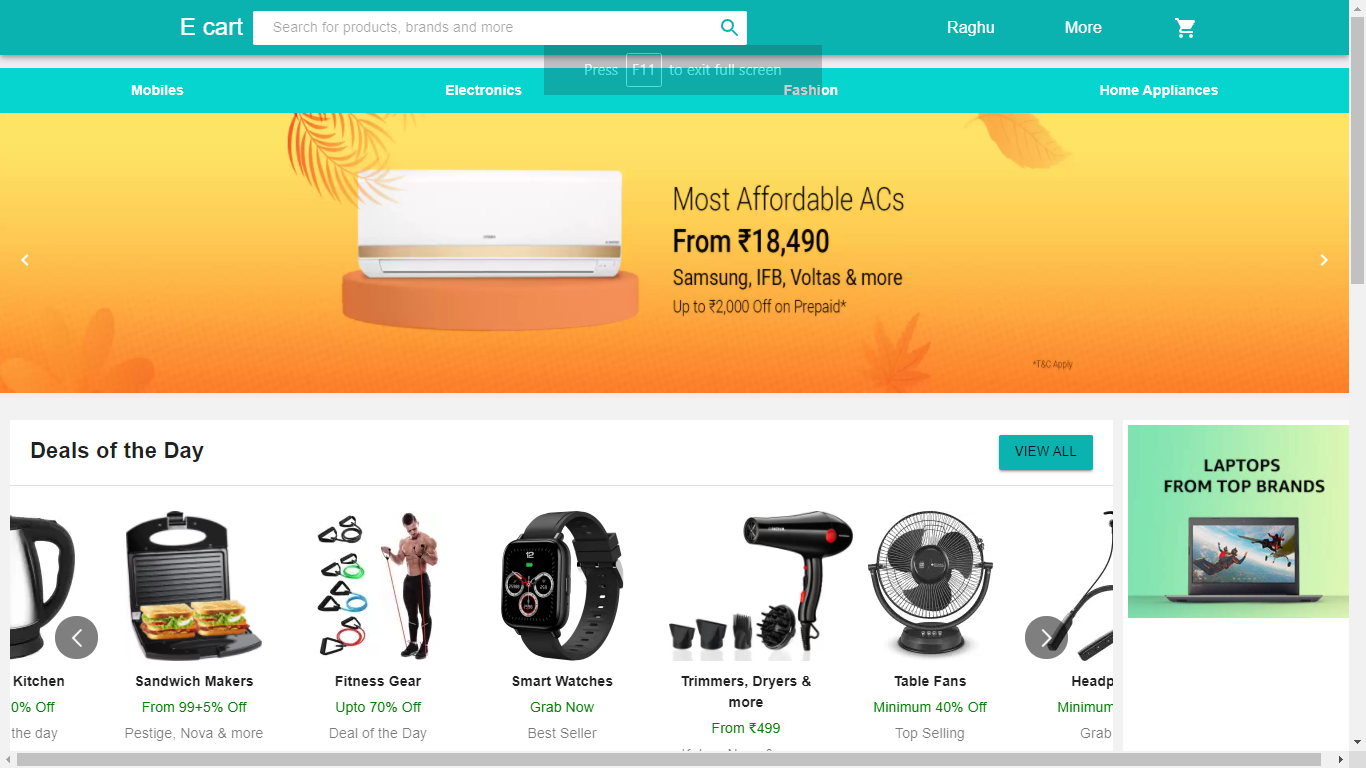 E cart
Search for products, brands and more
Raghu
More
Press F11 to exit full screen
Mobiles
Electronics
Fashion
Home Appliances
Most Affordable ACs
From ₹18,490
Samsung, IFB, Voltas & more
Up to ₹2,000 Off on Prepaid*
*T&C Apply
Deals of the Day
VIEW ALL
LAPTOPS
FROM TOP BRANDS
12
Kitchen
0% Off
the day
Sandwich Makers
From 99+5% Off
Pestige, Nova & more
Fitness Gear
Upto 70% Off
Deal of the Day
Smart Watches
Grab Now
Best Seller
Trimmers, Dryers &
more
From ₹499
Table Fans
Minimum 40% Off
Top Selling
Headp
Minimum
Grab